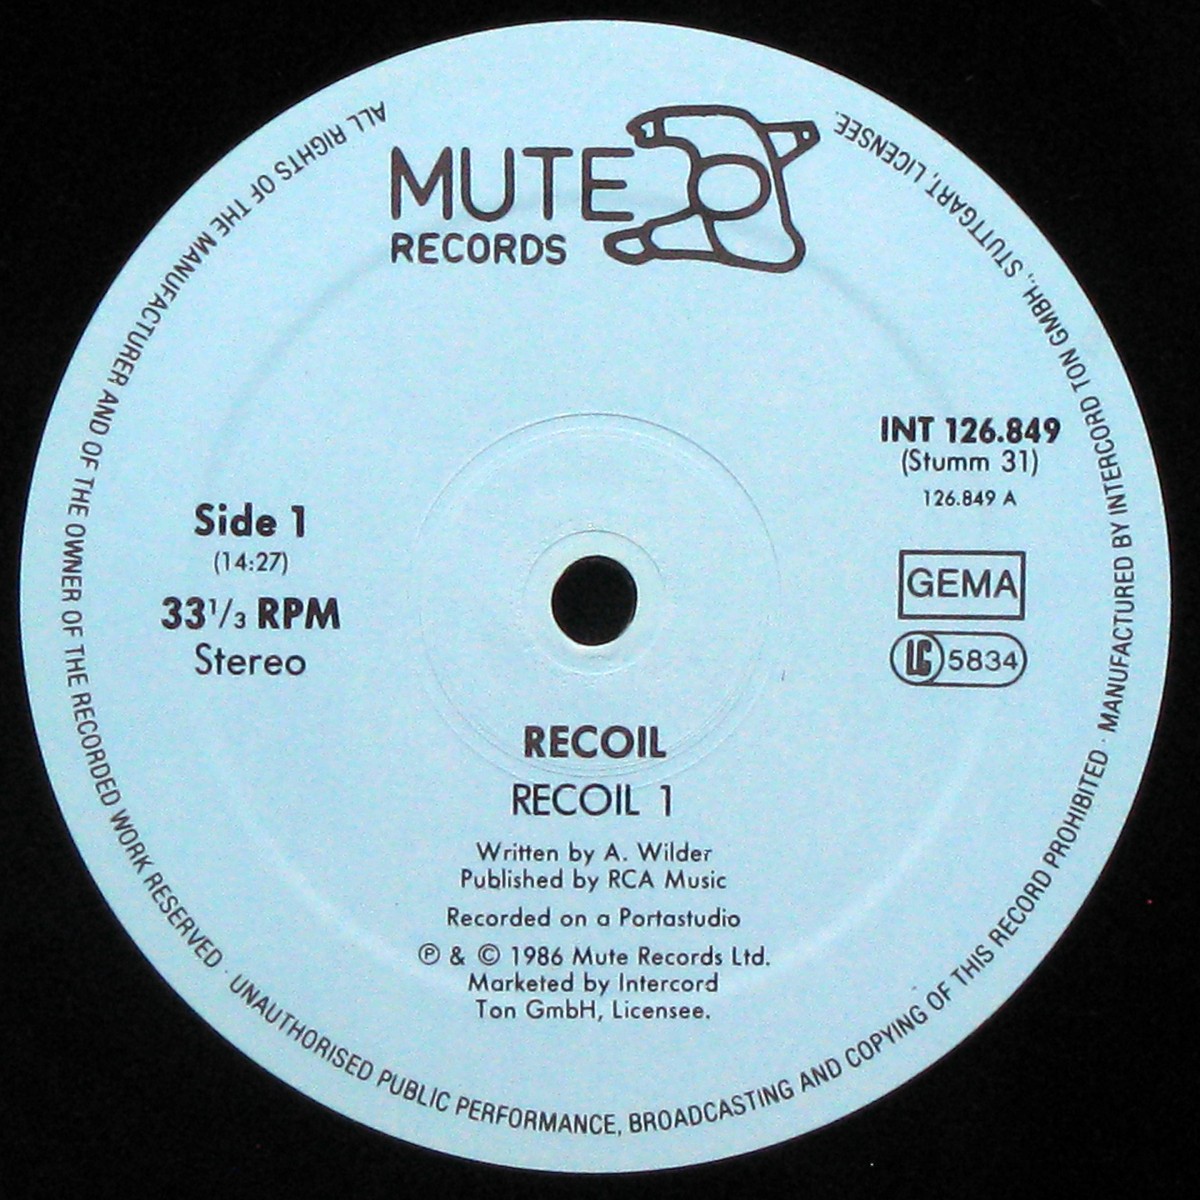 MUTE
RECORDS
INT 126.849
(Stumm 31)
126.849 A
Side 1
(14:27)
33 1/3 RPM
Stereo
GEMA
LC 5834
RECOIL
RECOIL 1
Written by A. Wilder
Published by RCA Music
Recorded on a Portastudio
℗ & © 1986 Mute Records Ltd.
Marketed by Intercord
Ton GmbH, Licensee.
ALL RIGHTS OF THE MANUFACTURER AND OF THE OWNER OF THE RECORDED WORK RESERVED · UNAUTHORISED PUBLIC PERFORMANCE, BROADCASTING AND COPYING OF THIS RECORD PROHIBITED · MANUFACTURED BY INTERCORD TON GMBH., STUTTGART, LICENSEE.